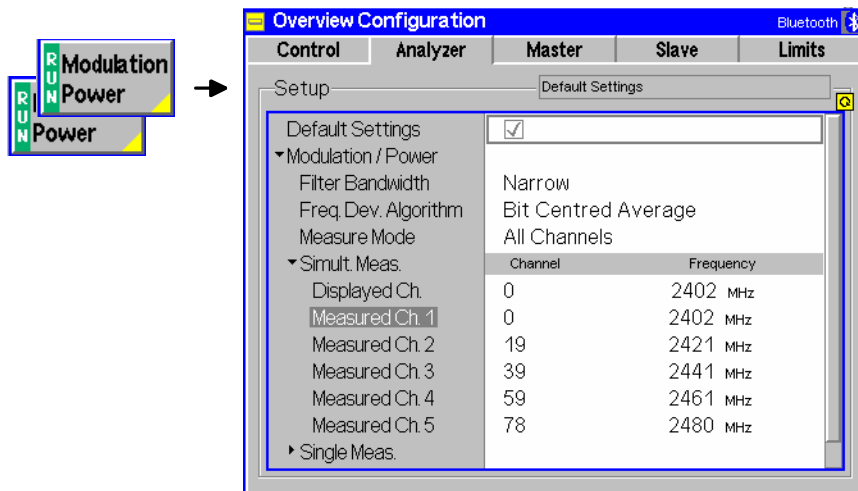 Overview Configuration Bluetooth
Control Analyzer Master Slave Limits
RUN Modulation Power
RUN Power
Setup Default Settings
Default Settings
Modulation / Power
Filter Bandwidth Narrow
Freq. Dev. Algorithm Bit Centred Average
Measure Mode All Channels
Simult. Meas. Channel Frequency
Displayed Ch. 0 2402 MHz
Measured Ch. 1 0 2402 MHz
Measured Ch. 2 19 2421 MHz
Measured Ch. 3 39 2441 MHz
Measured Ch. 4 59 2461 MHz
Measured Ch. 5 78 2480 MHz
Single Meas.